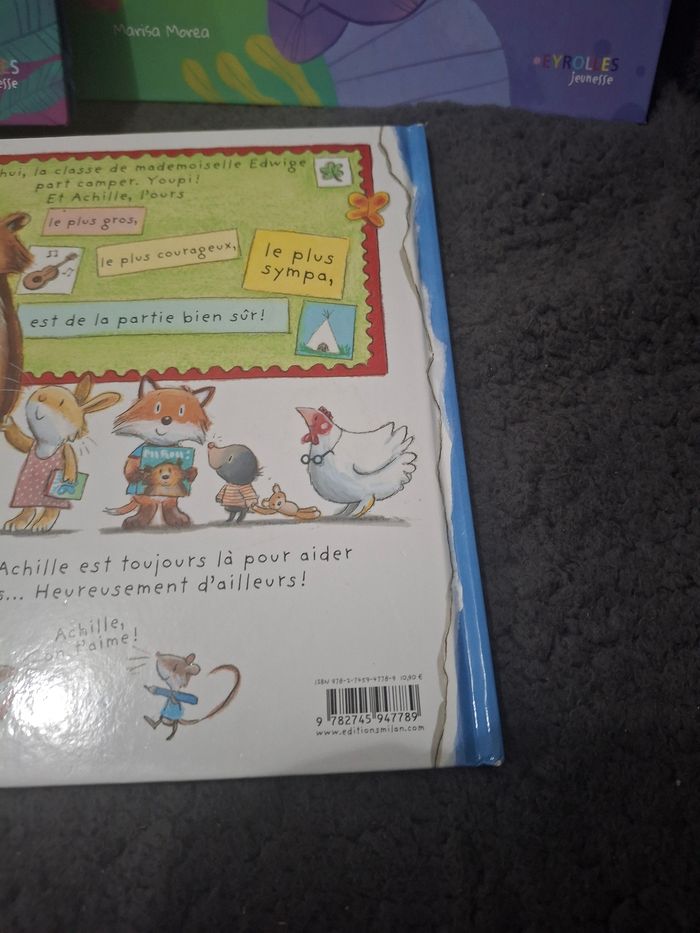 Marisa Morea
EYROLLES
jeunesse
hui, la classe de mademoiselle Edwige
part camper. Youpi!
Et Achille, l'ours
le plus gros,
le plus courageux,
le plus
sympa,
est de la partie bien sûr!
Achille est toujours là pour aider
... Heureusement d'ailleurs!
Achille,
on t'aime!
ISBN 978-2-7459-4778-9 10,90 €
9 782745 947789
www.editionsmilan.com